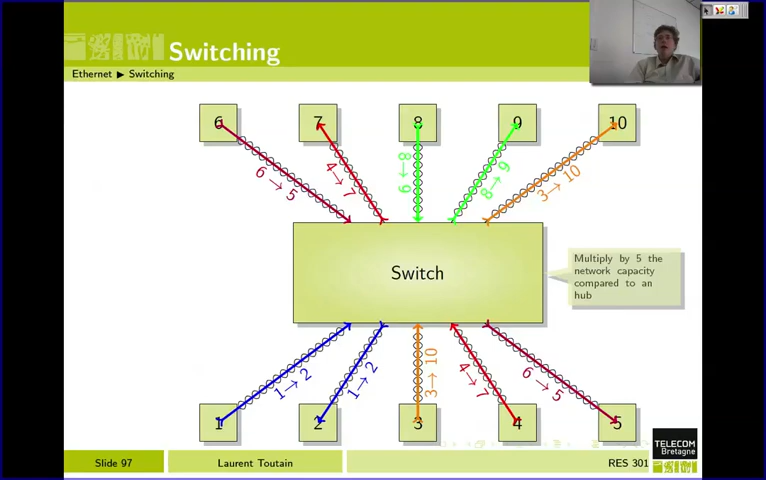 Switching
Ethernet ▶ Switching
6
7
8
9
10
6 → 5
4 → 7
8 → 9
8 → 9
3 → 10
Switch
Multiply by 5 the
network capacity
compared to an
hub
1 → 2
1 → 2
3 → 10
4 → 7
6 → 5
1
2
3
4
5
TELECOM
Bretagne
Slide 97
Laurent Toutain
RES 301